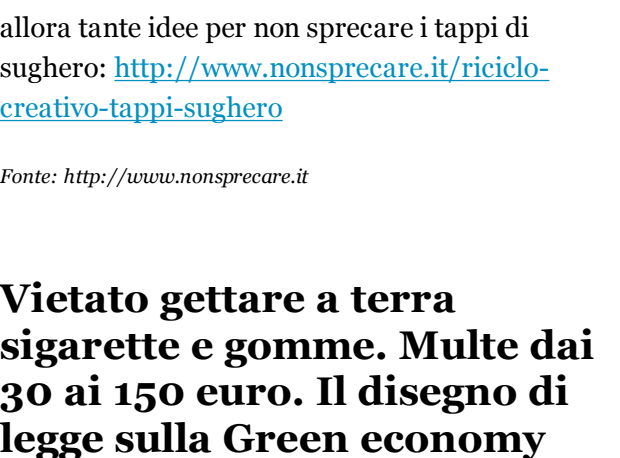 allora tante idee per non sprecare i tappi di
sughero: http://www.nonsprecare.it/riciclo-
creativo-tappi-sughero
Fonte: http://www.nonsprecare.it
Vietato gettare a terra
sigarette e gomme. Multe dai
30 ai 150 euro. Il disegno di
legge sulla Green economy